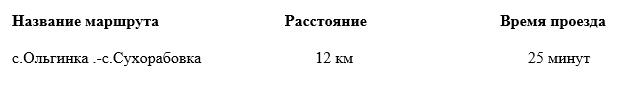 Название маршрута Расстояние Время проезда
с.Ольгинка .-с.Сухорабовка 12 км 25 минут